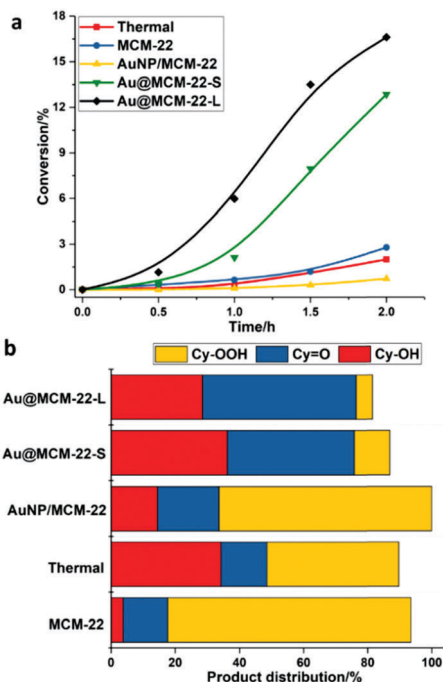 a
Thermal
MCM-22
AuNP/MCM-22
Au@MCM-22-S
Au@MCM-22-L
Conversion/%
18
15
12
9
6
3
0
0.0 0.5 1.0 1.5 2.0
Time/h
b
Cy-OOH Cy=O Cy-OH
Au@MCM-22-L
Au@MCM-22-S
AuNP/MCM-22
Thermal
MCM-22
0 20 40 60 80 100
Product distribution/%